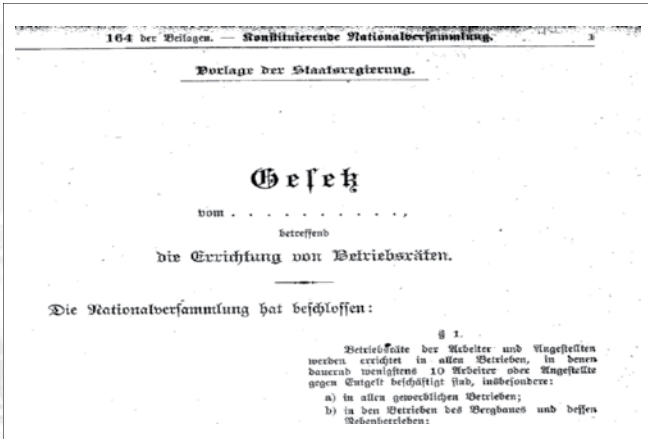 164 der Beilagen. — Konstituierende Nationalversammlung. 1
Vorlage der Staatsregierung.
Gesetz
vom . . . . . . . . . . ,
betreffend
die Errichtung von Betriebsräten.
Die Nationalversammlung hat beschlossen:
§ 1.
Betriebsräte der Arbeiter und Angestellten
werden errichtet in allen Betrieben, in denen
dauernd wenigstens 10 Arbeiter oder Angestellte
gegen Entgelt beschäftigt sind, insbesondere:
a) in allen gewerblichen Betrieben;
b) in den Betrieben des Bergbaues und dessen
Nebenbetrieben;